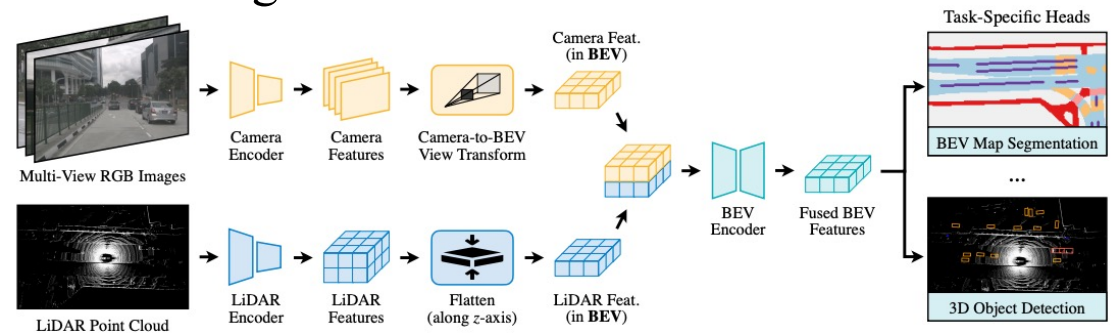 Task-Specific Heads
Camera Feat.
(in BEV)
Camera
Encoder
Camera
Features
Camera-to-BEV
View Transform
Multi-View RGB Images
BEV Map Segmentation
...
BEV
Encoder
Fused BEV
Features
LiDAR
Encoder
LiDAR
Features
Flatten
(along z-axis)
LiDAR Feat.
(in BEV)
LiDAR Point Cloud
3D Object Detection